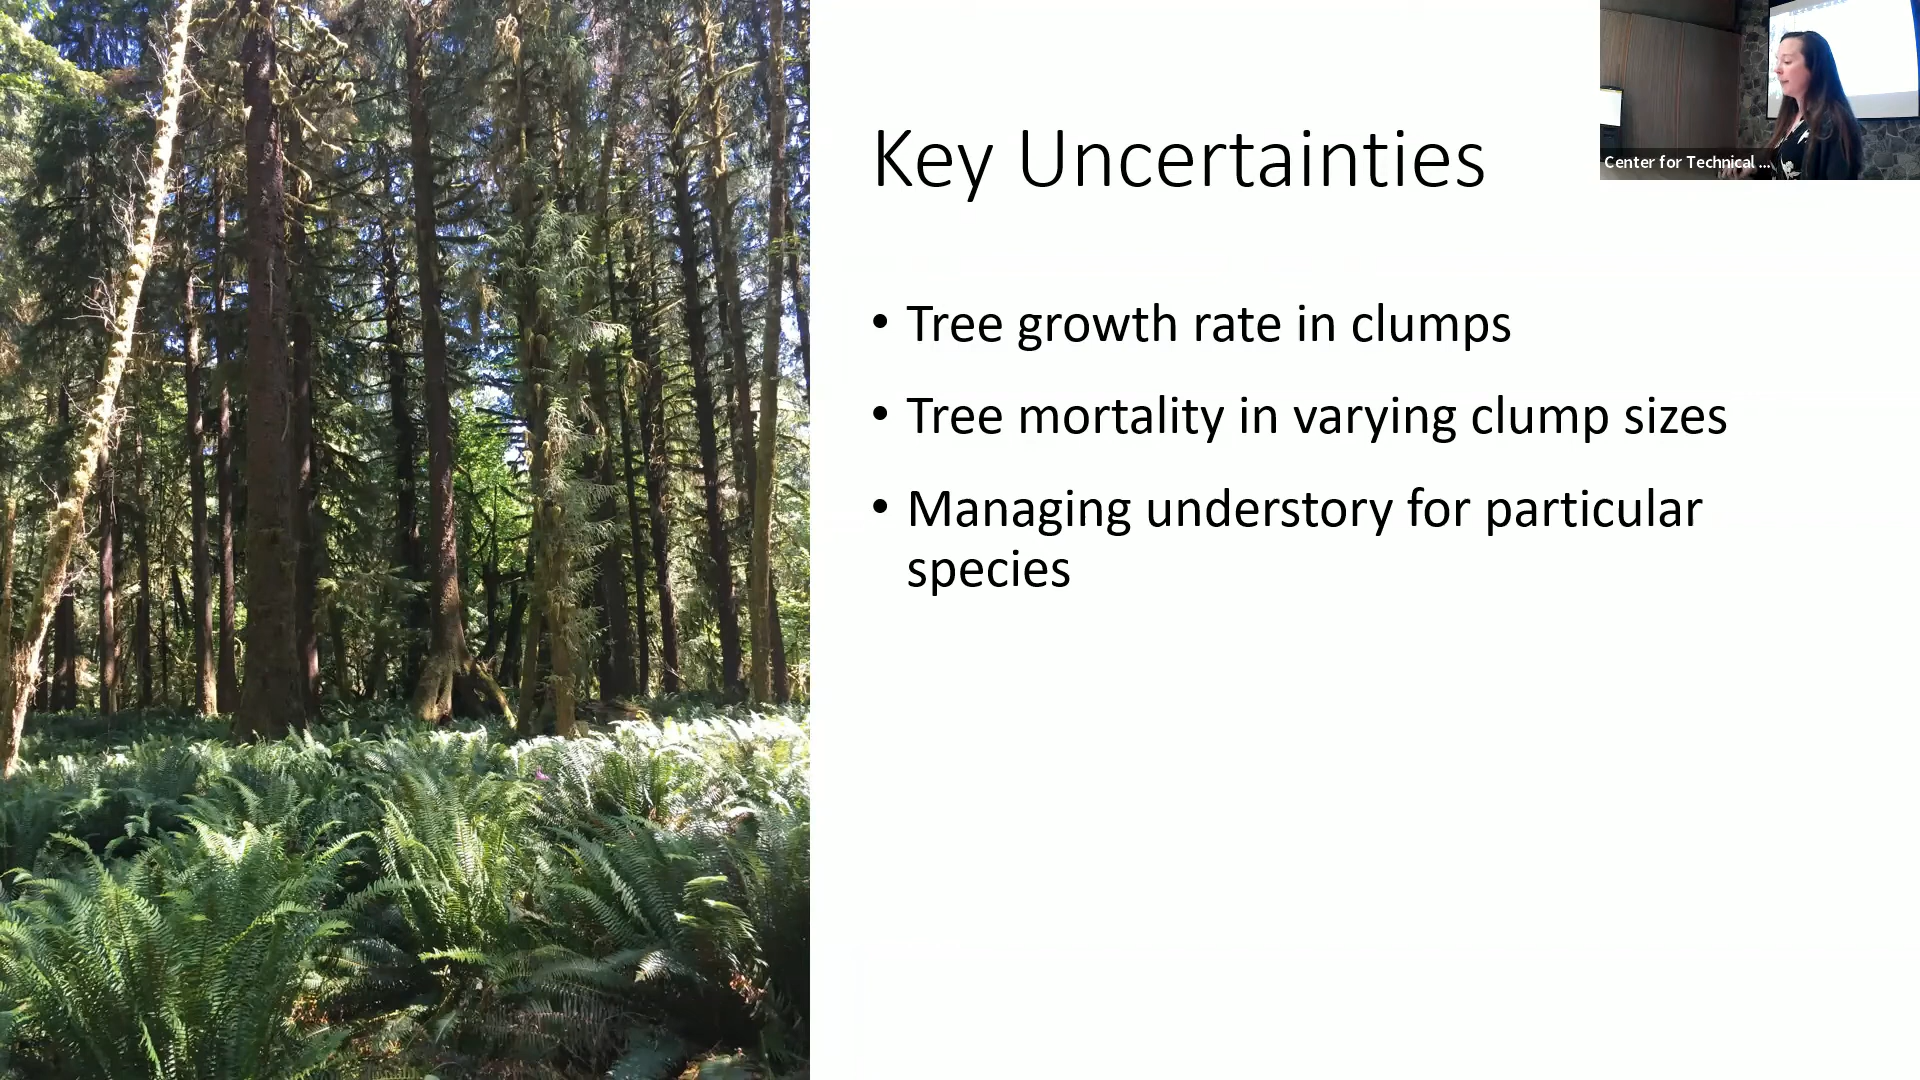 Key Uncertainties
Center for Technical ...
• Tree growth rate in clumps
• Tree mortality in varying clump sizes
• Managing understory for particular
species